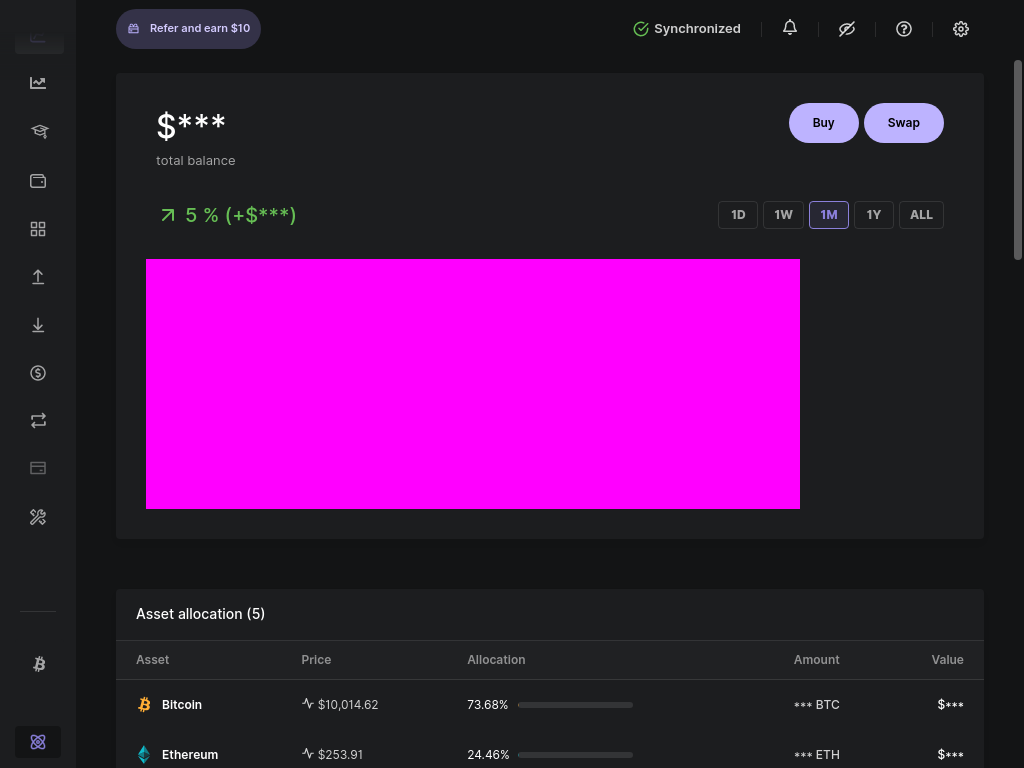 Refer and earn $10
Synchronized
$***
total balance
Buy
Swap
5 % (+$***)
1D
1W
1M
1Y
ALL
Asset allocation (5)
Asset Price Allocation Amount Value
Bitcoin $10,014.62 73.68% *** BTC $***
Ethereum $253.91 24.46% *** ETH $***